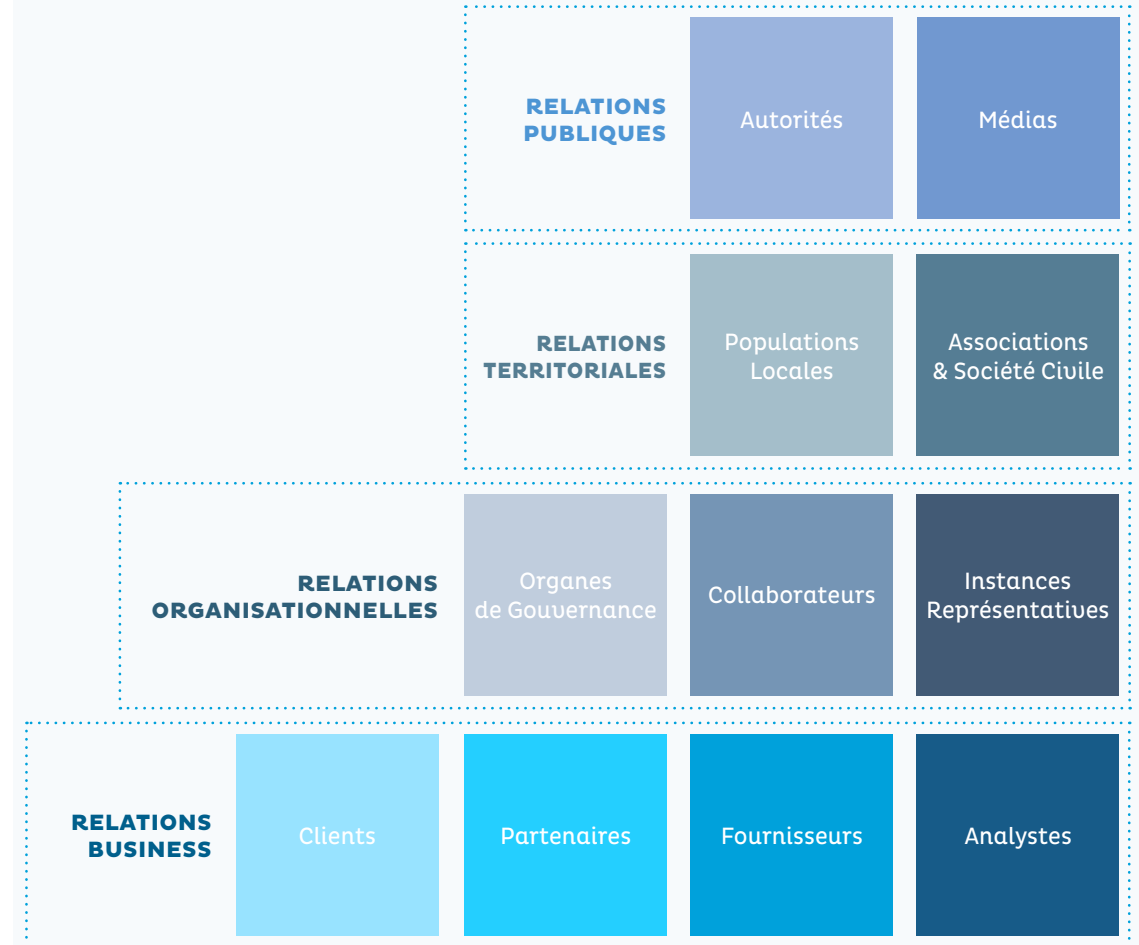 RELATIONS
PUBLIQUES
Autorités
Médias
RELATIONS
TERRITORIALES
Populations
Locales
Associations
& Société Civile
RELATIONS
ORGANISATIONNELLES
Organes
de Gouvernance
Collaborateurs
Instances
Représentatives
RELATIONS
BUSINESS
Clients
Partenaires
Fournisseurs
Analystes